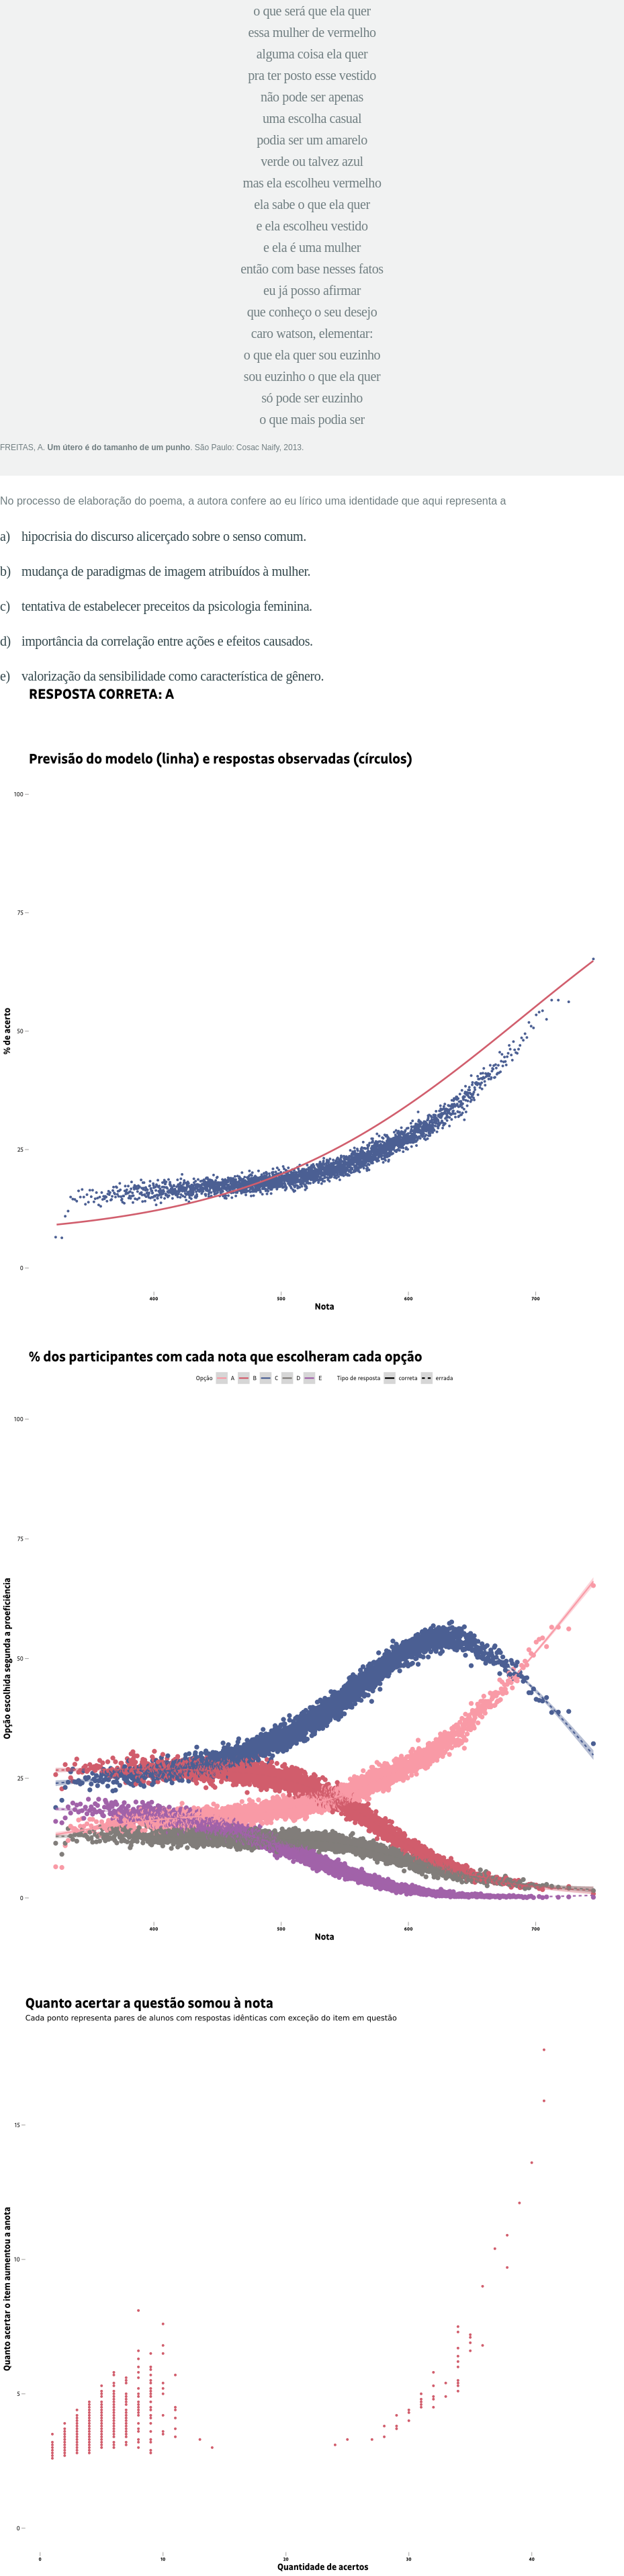 o que será que ela quer
essa mulher de vermelho
alguma coisa ela quer
pra ter posto esse vestido
não pode ser apenas
uma escolha casual
podia ser um amarelo
verde ou talvez azul
mas ela escolheu vermelho
ela sabe o que ela quer
e ela escolheu vestido
e ela é uma mulher
então com base nesses fatos
eu já posso afirmar
que conheço o seu desejo
caro watson, elementar:
o que ela quer sou euzinho
sou euzinho o que ela quer
só pode ser euzinho
o que mais podia ser
FREITAS, A. Um útero é do tamanho de um punho. São Paulo: Cosac Naify, 2013.
No processo de elaboração do poema, a autora confere ao eu lírico uma identidade que aqui representa a
a) hipocrisia do discurso alicerçado sobre o senso comum.
b) mudança de paradigmas de imagem atribuídos à mulher.
c) tentativa de estabelecer preceitos da psicologia feminina.
d) importância da correlação entre ações e efeitos causados.
e) valorização da sensibilidade como característica de gênero.
RESPOSTA CORRETA: A
Previsão do modelo (linha) e respostas observadas (círculos)
100
75
% de acerto
50
25
0
400 500 600 700
Nota
% dos participantes com cada nota que escolheram cada opção
Opção A B C D E Tipo de resposta correta errada
100
75
Opção escolhida segunda a proeficiência
50
25
0
400 500 600 700
Nota
Quanto acertar a questão somou à nota
Cada ponto representa pares de alunos com respostas idênticas com exceção do item em questão
15
Quanto acertar o item aumentou a anota
10
5
0
0 10 20 30 40
Quantidade de acertos